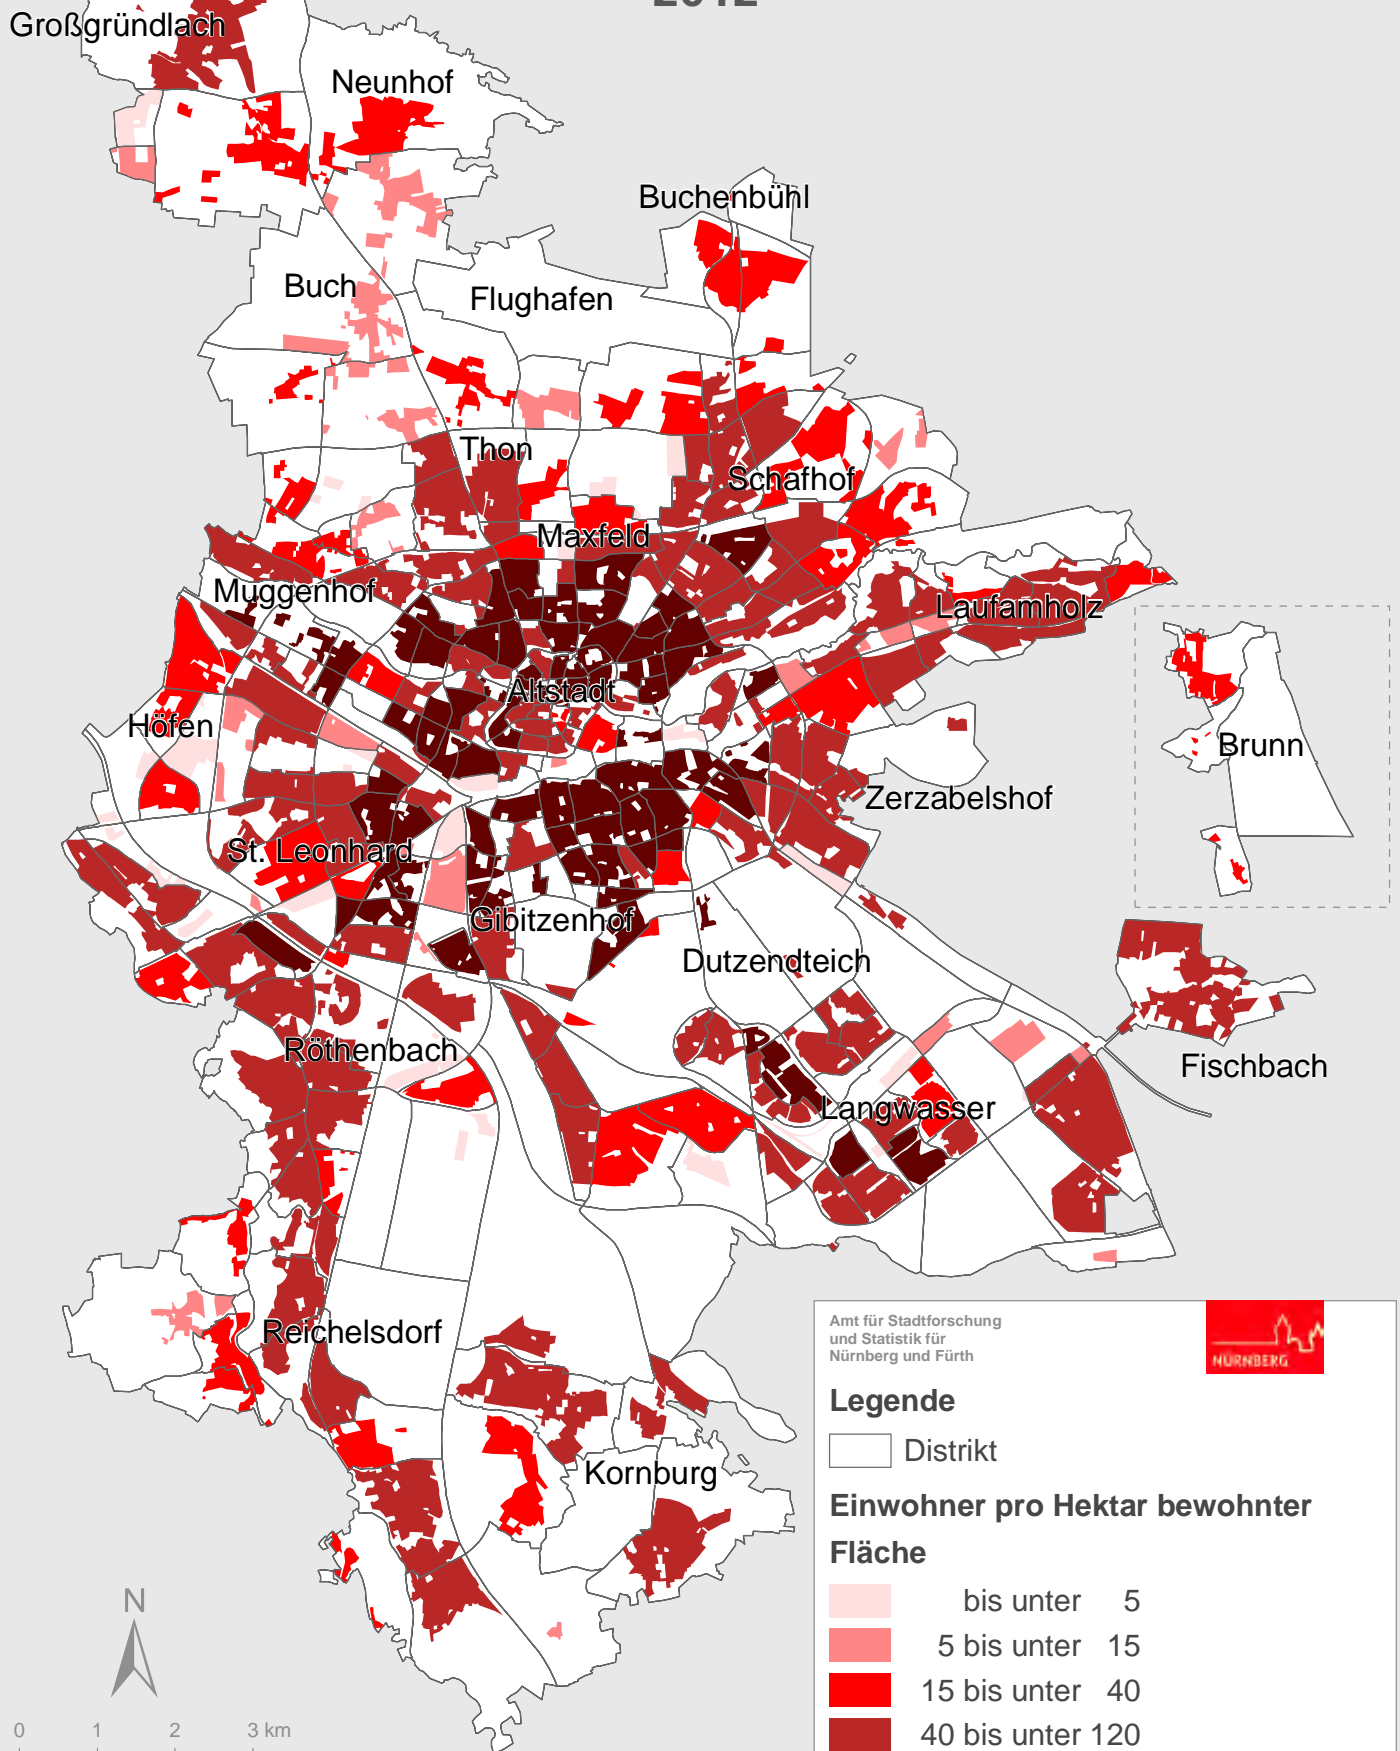 Großgründlach
Neunhof
Buchenbühl
Buch
Flughafen
Thon
Schafhof
Maxfeld
Muggenhof
Laufamholz
Altstadt
Höfen
Brunn
Zerzabelshof
St. Leonhard
Gibitzenhof
Dutzendteich
Röthenbach
Fischbach
Langwasser
Reichelsdorf
Kornburg
Amt für Stadtforschung
und Statistik für
Nürnberg und Fürth
NÜRNBERG
Legende
Distrikt
Einwohner pro Hektar bewohnter
Fläche
bis unter 5
5 bis unter 15
15 bis unter 40
40 bis unter 120
N
0 1 2 3 km